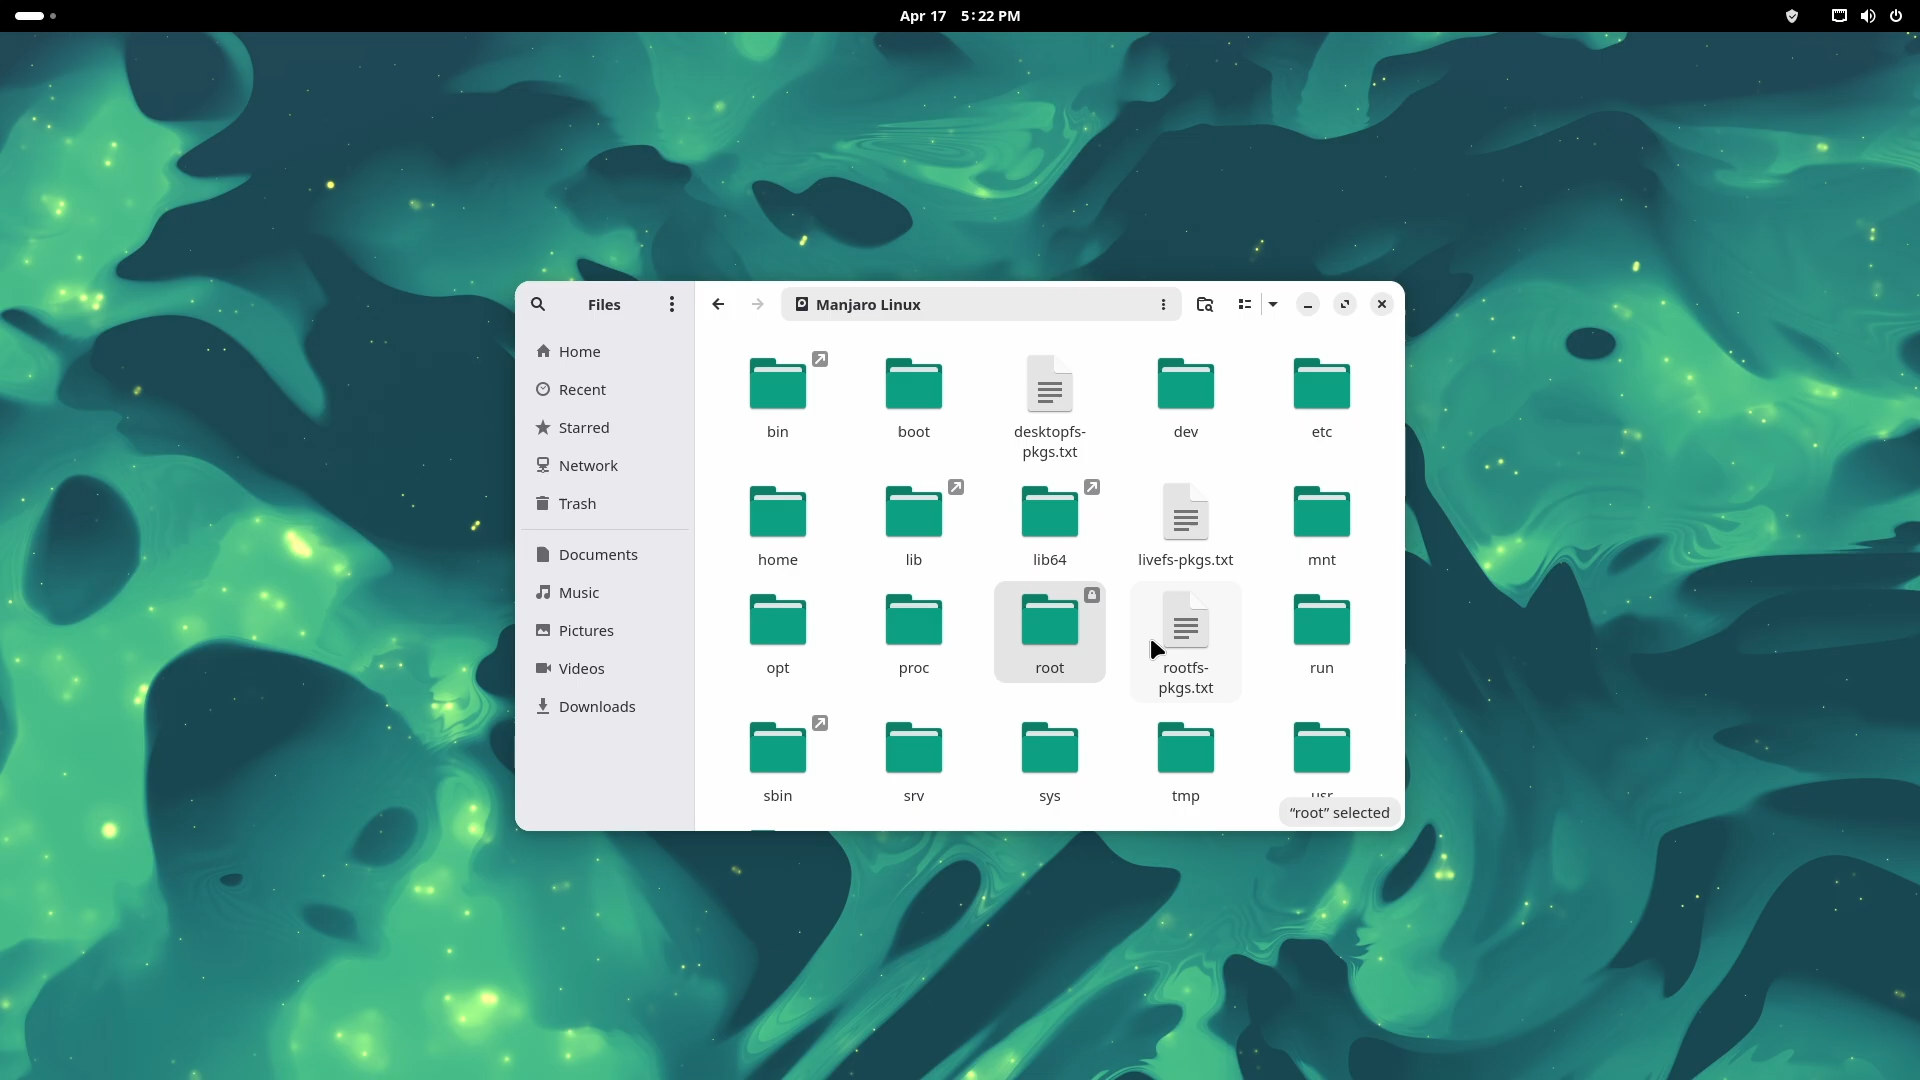 Apr 17 5:22 PM
Files
Manjaro Linux
Home
Recent
Starred
Network
Trash
Documents
Music
Pictures
Videos
Downloads
bin
boot
desktopfs-
pkgs.txt
dev
etc
home
lib
lib64
livefs-pkgs.txt
mnt
opt
proc
root
rootfs-
pkgs.txt
run
sbin
srv
sys
tmp
usr
“root” selected